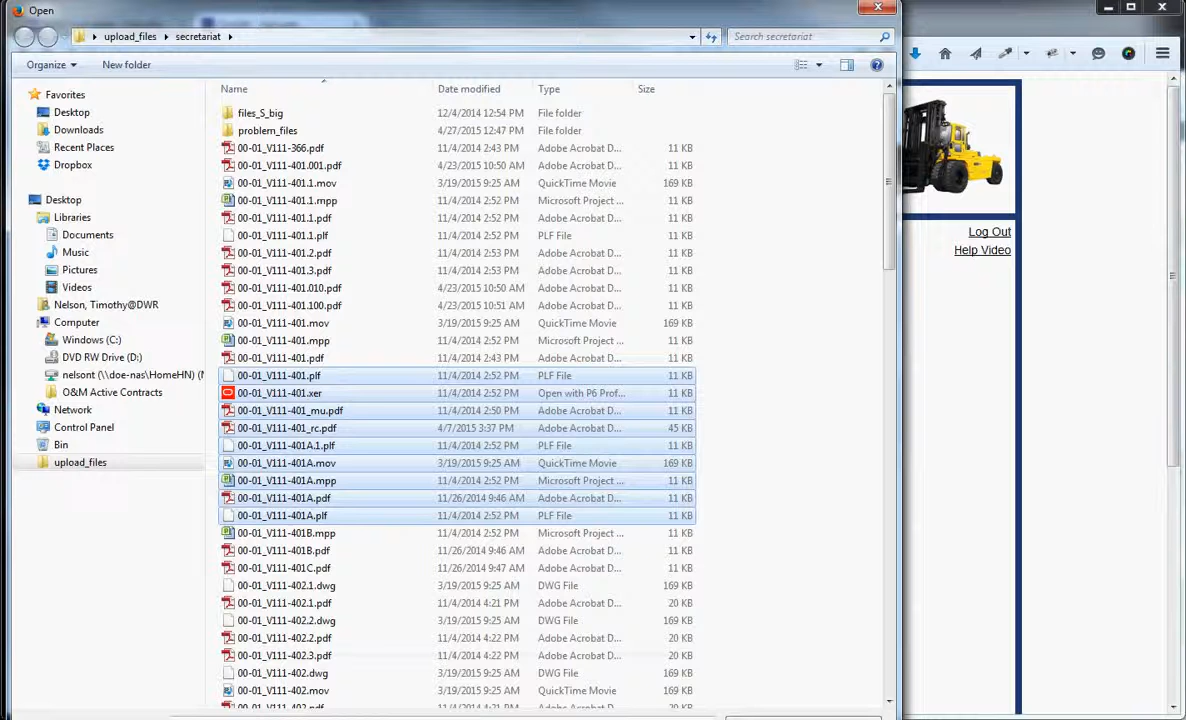 Open
upload_files secretariat Search secretariat
Organize New folder
Name Date modified Type Size
Favorites
Desktop
Downloads
Recent Places
Dropbox
Desktop
Libraries
Documents
Music
Pictures
Videos
Nelson, Timothy@DWR
Computer
Windows (C:)
DVD RW Drive (D:)
nelsont (\\doe-nas\HomeHN) (N
O&M Active Contracts
Network
Control Panel
Bin
upload_files
files_S_big 12/4/2014 12:54 PM File folder
problem_files 4/27/2015 12:47 PM File folder
00-01_V111-366.pdf 11/4/2014 2:43 PM Adobe Acrobat D... 11 KB
00-01_V111-401.001.pdf 4/23/2015 10:50 AM Adobe Acrobat D... 11 KB
00-01_V111-401.1.mov 3/19/2015 9:25 AM QuickTime Movie 169 KB
00-01_V111-401.1.mpp 11/4/2014 2:52 PM Microsoft Project ... 11 KB
00-01_V111-401.1.pdf 11/4/2014 2:52 PM Adobe Acrobat D... 11 KB
00-01_V111-401.1.plf 11/4/2014 2:52 PM PLF File 11 KB
00-01_V111-401.2.pdf 11/4/2014 2:53 PM Adobe Acrobat D... 11 KB
00-01_V111-401.3.pdf 11/4/2014 2:53 PM Adobe Acrobat D... 11 KB
00-01_V111-401.010.pdf 4/23/2015 10:50 AM Adobe Acrobat D... 11 KB
00-01_V111-401.100.pdf 4/23/2015 10:51 AM Adobe Acrobat D... 11 KB
00-01_V111-401.mov 3/19/2015 9:25 AM QuickTime Movie 169 KB
00-01_V111-401.mpp 11/4/2014 2:52 PM Microsoft Project ... 11 KB
00-01_V111-401.pdf 11/4/2014 2:43 PM Adobe Acrobat D... 11 KB
00-01_V111-401.plf 11/4/2014 2:52 PM PLF File 11 KB
00-01_V111-401.xer 11/4/2014 2:52 PM Open with P6 Prof... 11 KB
00-01_V111-401_mu.pdf 11/4/2014 2:50 PM Adobe Acrobat D... 11 KB
00-01_V111-401_rc.pdf 4/7/2015 3:37 PM Adobe Acrobat D... 45 KB
00-01_V111-401A.1.plf 11/4/2014 2:52 PM PLF File 11 KB
00-01_V111-401A.mov 3/19/2015 9:25 AM QuickTime Movie 169 KB
00-01_V111-401A.mpp 11/4/2014 2:52 PM Microsoft Project ... 11 KB
00-01_V111-401A.pdf 11/26/2014 9:46 AM Adobe Acrobat D... 11 KB
00-01_V111-401A.plf 11/4/2014 2:52 PM PLF File 11 KB
00-01_V111-401B.mpp 11/4/2014 2:52 PM Microsoft Project ... 11 KB
00-01_V111-401B.pdf 11/26/2014 9:46 AM Adobe Acrobat D... 11 KB
00-01_V111-401C.pdf 11/26/2014 9:47 AM Adobe Acrobat D... 11 KB
00-01_V111-402.1.dwg 3/19/2015 9:25 AM DWG File 169 KB
00-01_V111-402.1.pdf 11/4/2014 4:21 PM Adobe Acrobat D... 20 KB
00-01_V111-402.2.dwg 3/19/2015 9:25 AM DWG File 169 KB
00-01_V111-402.2.pdf 11/4/2014 4:22 PM Adobe Acrobat D... 20 KB
00-01_V111-402.3.pdf 11/4/2014 4:22 PM Adobe Acrobat D... 20 KB
00-01_V111-402.dwg 3/19/2015 9:25 AM DWG File 169 KB
00-01_V111-402.mov 3/19/2015 9:25 AM QuickTime Movie 169 KB
Log Out
Help Video